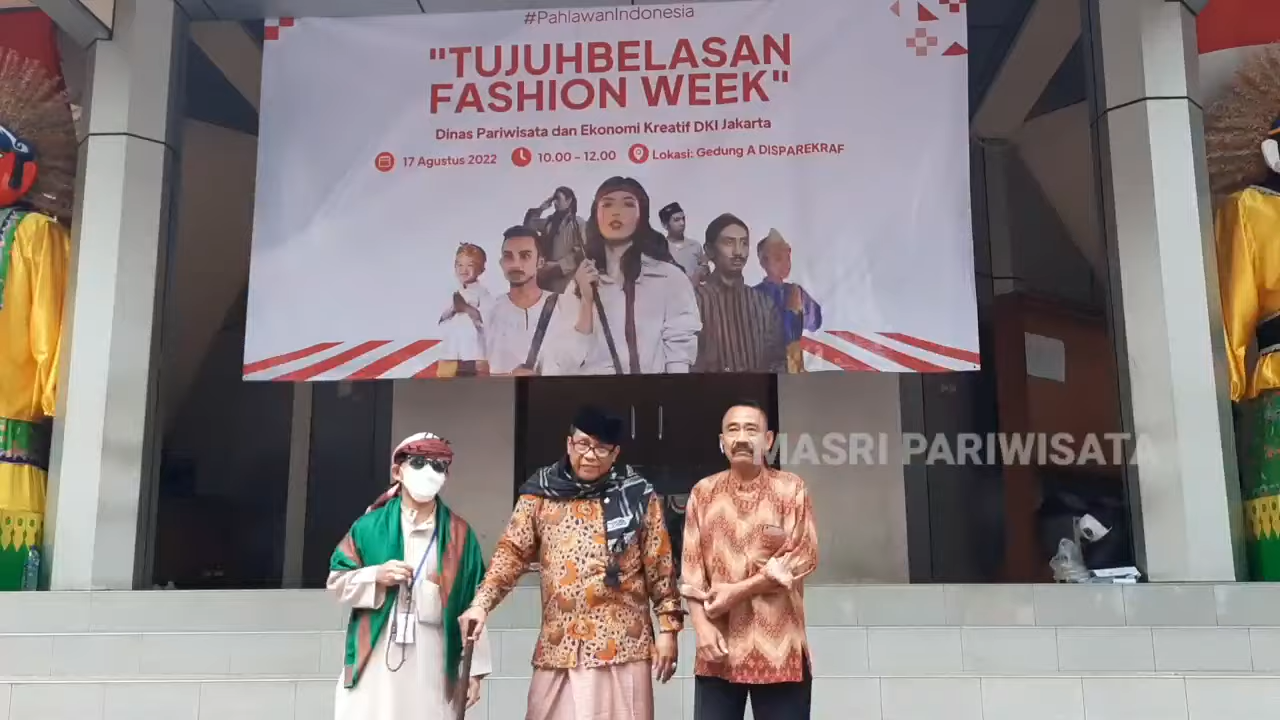 #PahlawanIndonesia
"TUJUHBELASAN
FASHION WEEK"
Dinas Pariwisata dan Ekonomi Kreatif DKI Jakarta
17 Agustus 2022 10.00 - 12.00 Lokasi: Gedung A DISPAREKRAF
MASRI PARIWISATA